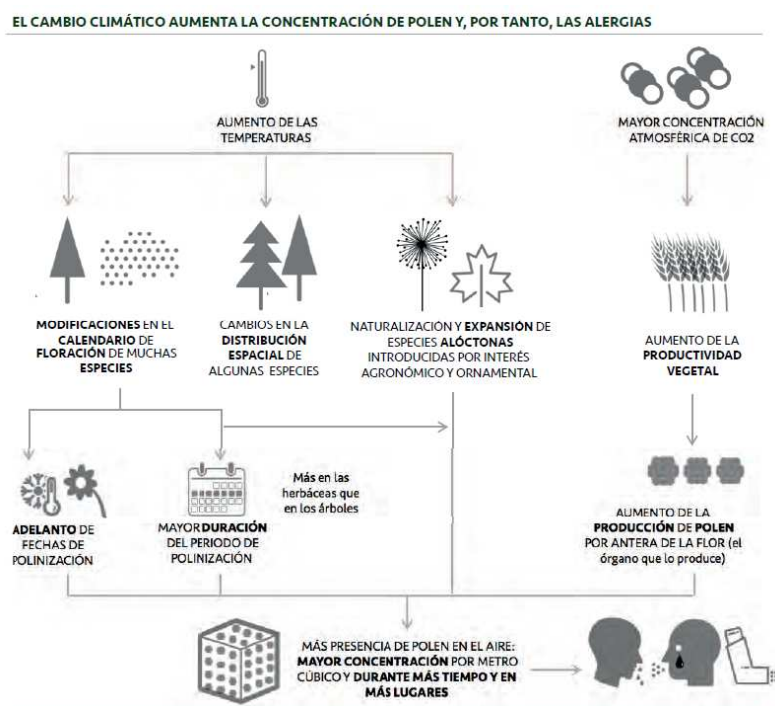 EL CAMBIO CLIMÁTICO AUMENTA LA CONCENTRACIÓN DE POLEN Y, POR TANTO, LAS ALERGIAS
AUMENTO DE LAS
TEMPERATURAS
MAYOR CONCENTRACIÓN
ATMOSFÉRICA DE CO2
MODIFICACIONES EN EL
CALENDARIO DE
FLORACIÓN DE MUCHAS
ESPECIES
CAMBIOS EN LA
DISTRIBUCIÓN
ESPACIAL DE
ALGUNAS ESPECIES
NATURALIZACIÓN Y EXPANSIÓN DE
ESPECIES ALÓCTONAS
INTRODUCIDAS POR INTERÉS
AGRONÓMICO Y ORNAMENTAL
AUMENTO DE LA
PRODUCTIVIDAD
VEGETAL
ADELANTO DE
FECHAS DE
POLINIZACIÓN
MAYOR DURACIÓN
DEL PERIODO DE
POLINIZACIÓN
Más en las
herbáceas que
en los árboles
AUMENTO DE LA
PRODUCCIÓN DE POLEN
POR ANTERA DE LA FLOR (el
órgano que lo produce)
MÁS PRESENCIA DE POLEN EN EL AIRE:
MAYOR CONCENTRACIÓN POR METRO
CÚBICO Y DURANTE MÁS TIEMPO Y EN
MÁS LUGARES